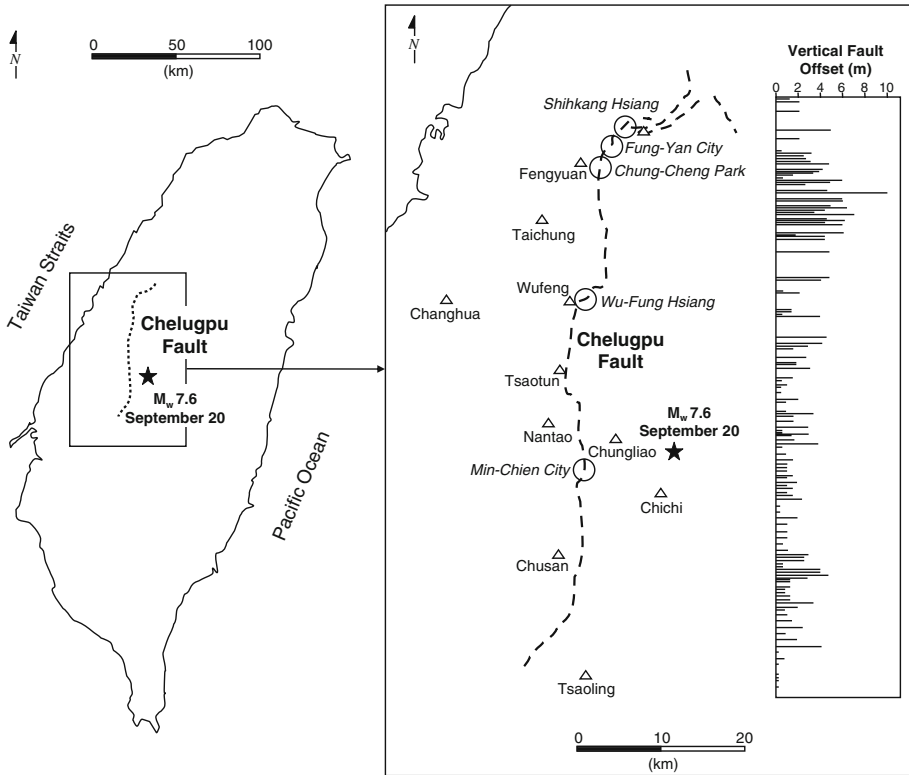 N
0 50 100
(km)
Taiwan Straits
Chelugpu
Fault
Mw 7.6
September 20
Pacific Ocean
N
Vertical Fault
Offset (m)
0 2 4 6 8 10
Shihkang Hsiang
Fung-Yan City
Fengyuan
Chung-Cheng Park
Taichung
Wufeng
Changhua
Wu-Fung Hsiang
Chelugpu
Fault
Tsaotun
Mw 7.6
September 20
Nantao
Chungliao
Min-Chien City
Chichi
Chusan
Tsaoling
0 10 20
(km)